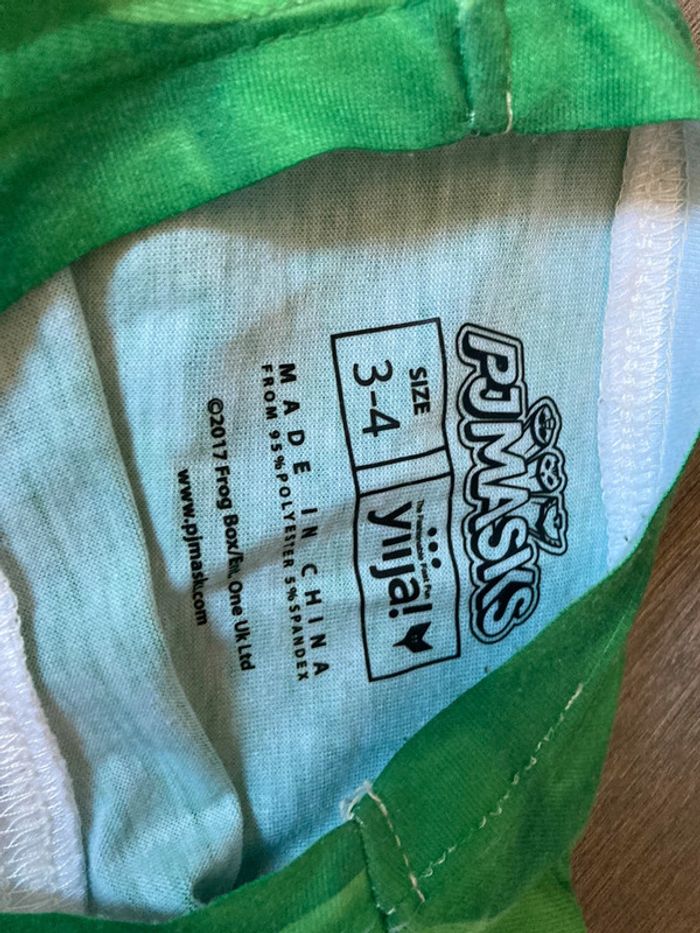 PJMASKS
SIZE
3-4
yiija!
MADE IN CHINA
FROM 95%POLYESTER 5%SPANDEX
©2017 Frog Box/ One Uk Ltd
www.pjmask.com